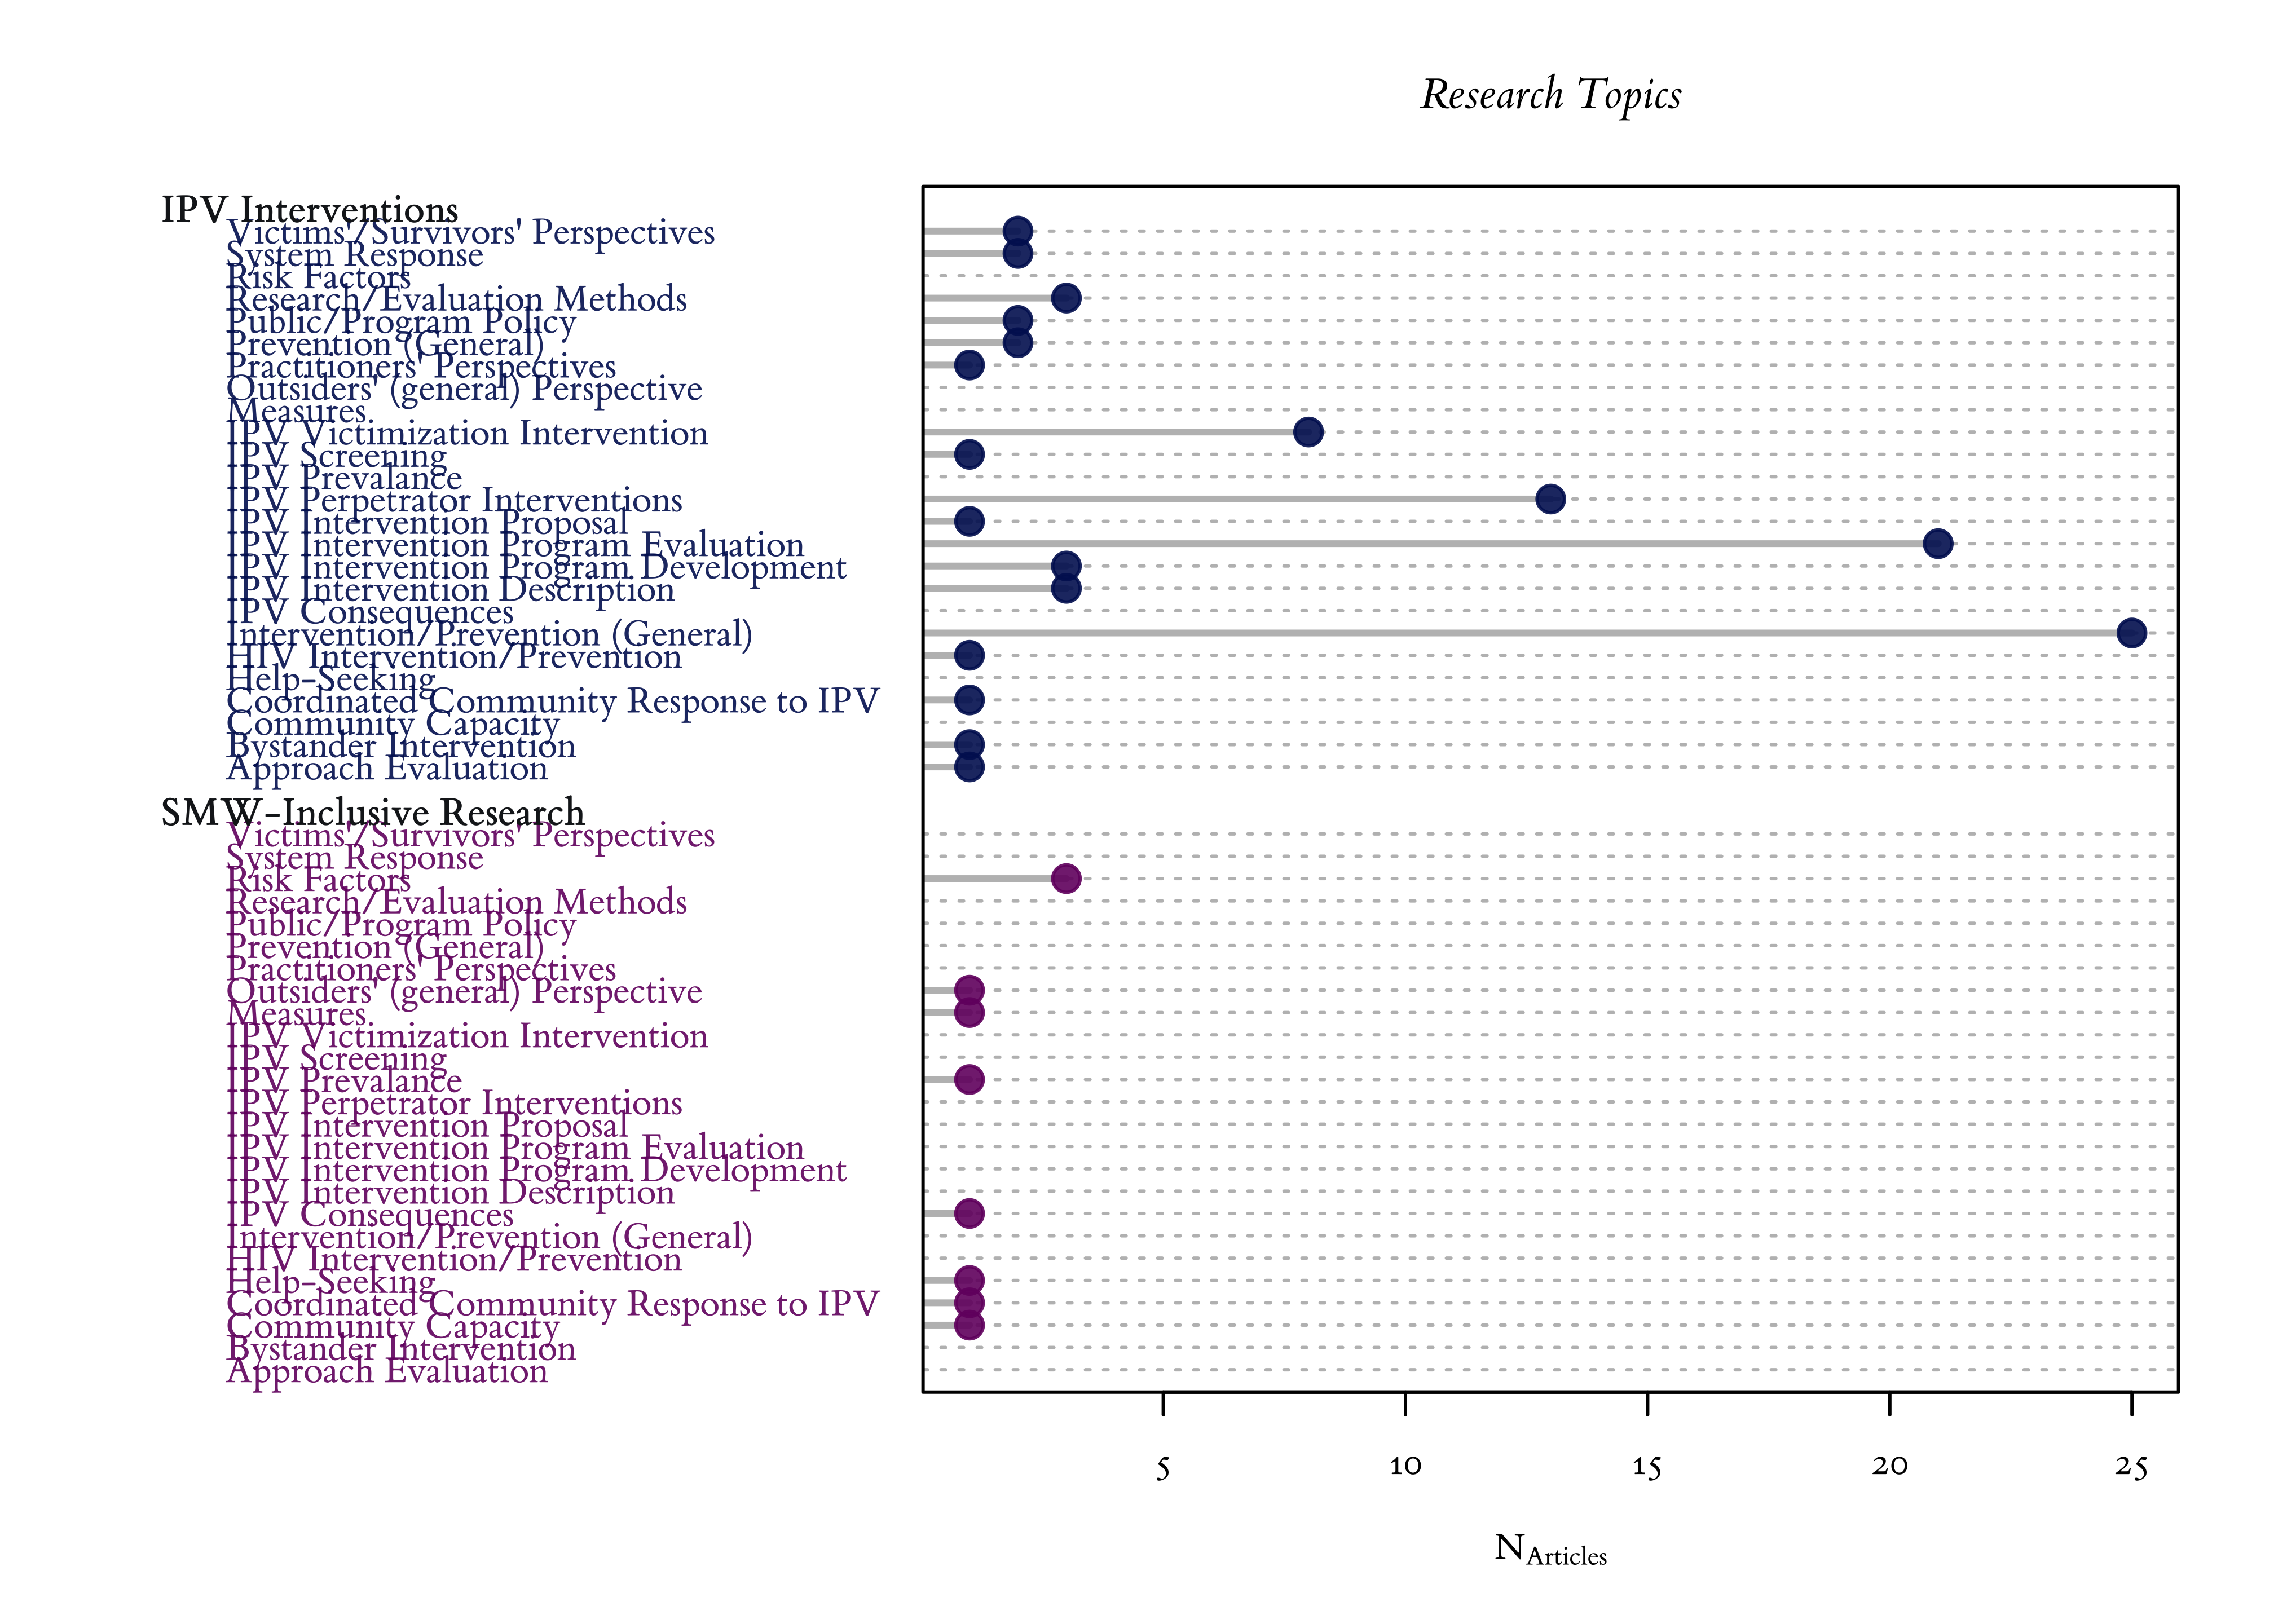 Research Topics
IPV Interventions
Victims'/Survivors' Perspectives
System Response
Risk Factors
Research/Evaluation Methods
Public/Program Policy
Prevention (General)
Practitioners' Perspectives
Outsiders' (general) Perspective
Measures
IPV Victimization Intervention
IPV Screening
IPV Prevalance
IPV Perpetrator Interventions
IPV Intervention Proposal
IPV Intervention Program Evaluation
IPV Intervention Program Development
IPV Intervention Description
IPV Consequences
Intervention/Prevention (General)
HIV Intervention/Prevention
Help-Seeking
Coordinated Community Response to IPV
Community Capacity
Bystander Intervention
Approach Evaluation
SMW-Inclusive Research
Victims'/Survivors' Perspectives
System Response
Risk Factors
Research/Evaluation Methods
Public/Program Policy
Prevention (General)
Practitioners' Perspectives
Outsiders' (general) Perspective
Measures
IPV Victimization Intervention
IPV Screening
IPV Prevalance
IPV Perpetrator Interventions
IPV Intervention Proposal
IPV Intervention Program Evaluation
IPV Intervention Program Development
IPV Intervention Description
IPV Consequences
Intervention/Prevention (General)
HIV Intervention/Prevention
Help-Seeking
Coordinated Community Response to IPV
Community Capacity
Bystander Intervention
Approach Evaluation
5 10 15 20 25
N Articles